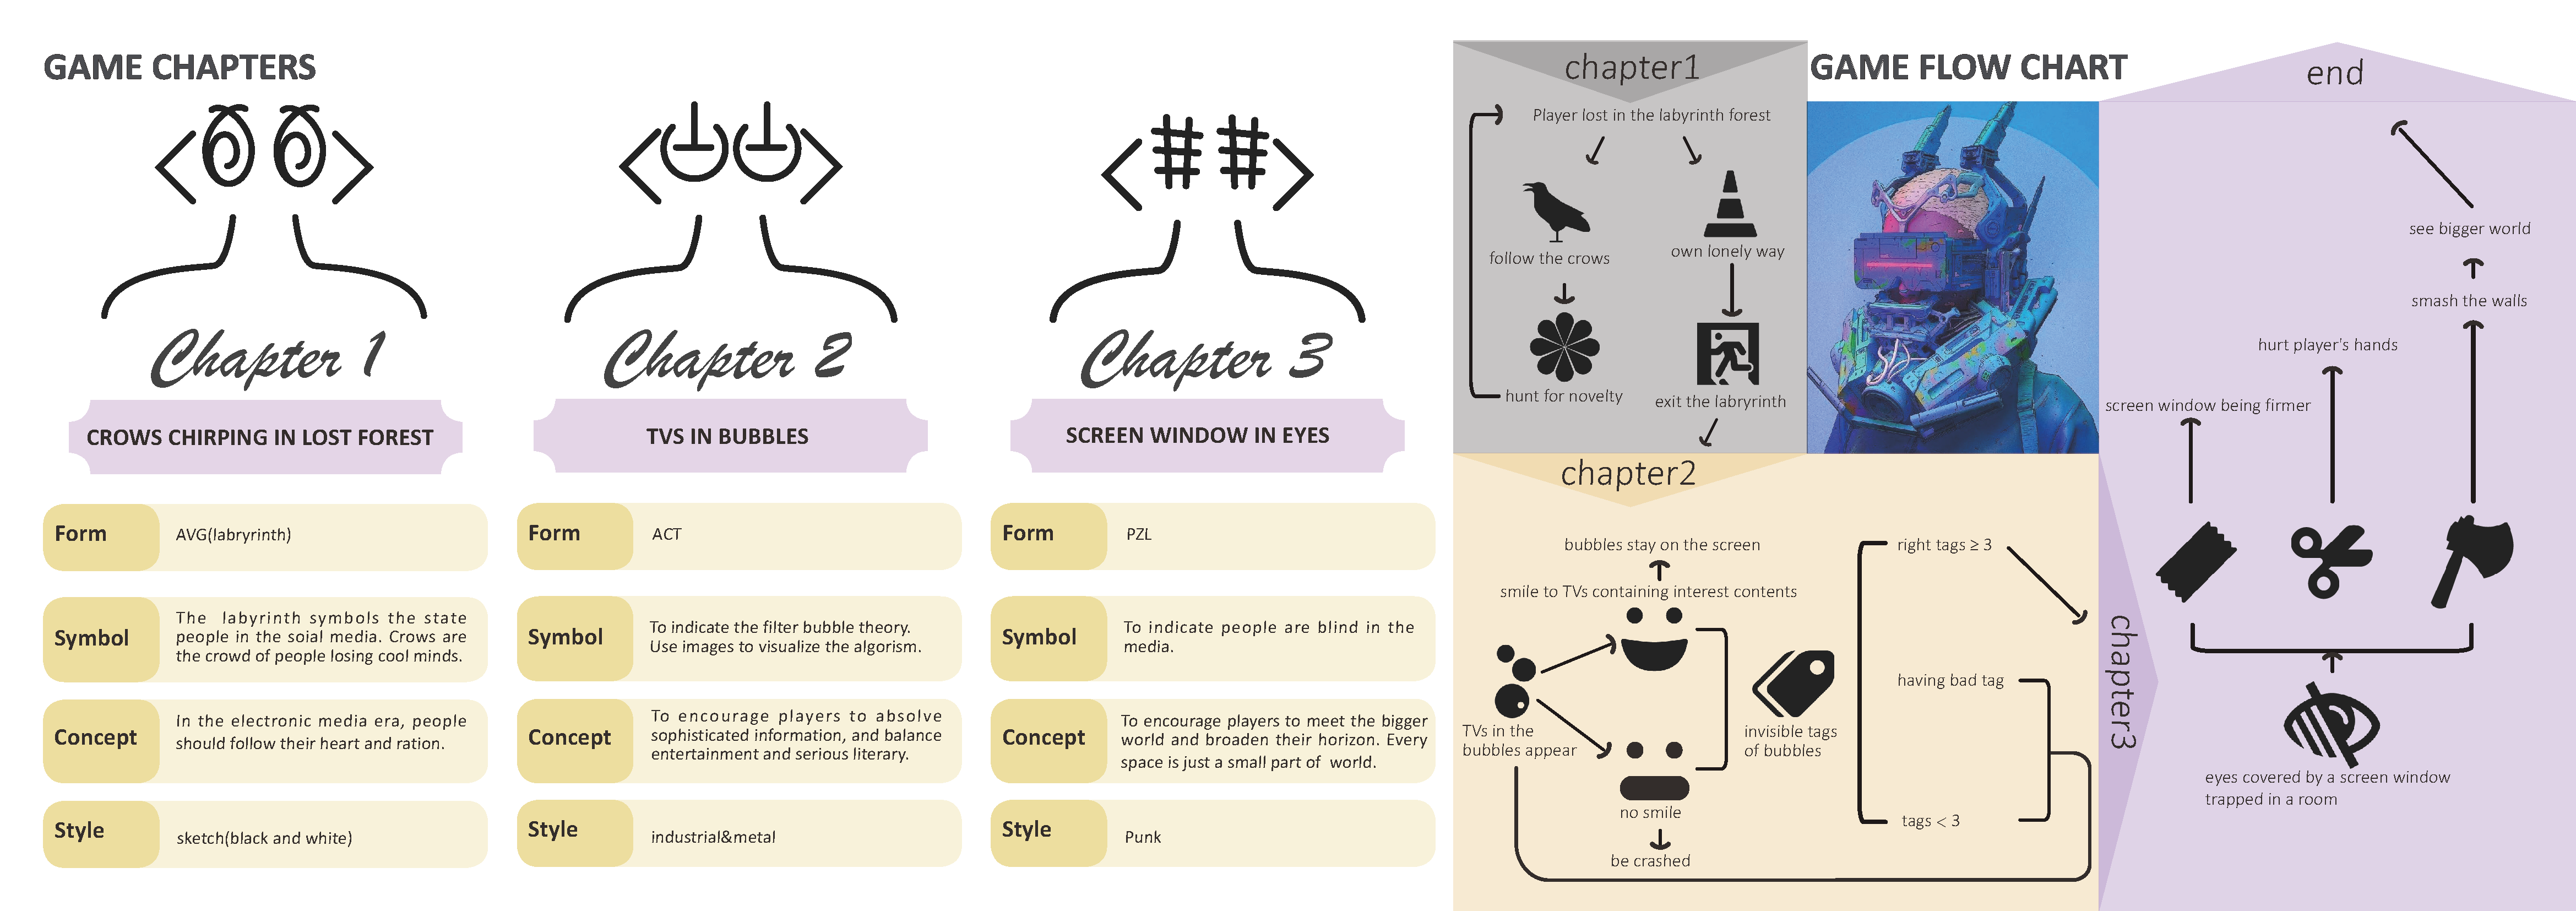 GAME CHAPTERS
Chapter 1
CROWS CHIRPING IN LOST FOREST
Form
AVG(labryrinth)
Symbol
The labyrinth symbols the state
people in the soial media. Crows are
the crowd of people losing cool minds.
Concept
In the electronic media era, people
should follow their heart and ration.
Style
sketch(black and white)
Chapter 2
TVS IN BUBBLES
Form
ACT
Symbol
To indicate the filter bubble theory.
Use images to visualize the algorism.
Concept
To encourage players to absolve
sophisticated information, and balance
entertainment and serious literary.
Style
industrial&metal
Chapter 3
SCREEN WINDOW IN EYES
Form
PZL
Symbol
To indicate people are blind in the
media.
Concept
To encourage players to meet the bigger
world and broaden their horizon. Every
space is just a small part of world.
Style
Punk
GAME FLOW CHART
chapter1
Player lost in the labyrinth forest
follow the crows
own lonely way
hunt for novelty
exit the labryrinth
chapter2
bubbles stay on the screen
smile to TVs containing interest contents
TVs in the
bubbles appear
no smile
be crashed
invisible tags
of bubbles
right tags ≥ 3
having bad tag
tags < 3
chapter3
eyes covered by a screen window
trapped in a room
screen window being firmer
hurt player's hands
smash the walls
see bigger world
end